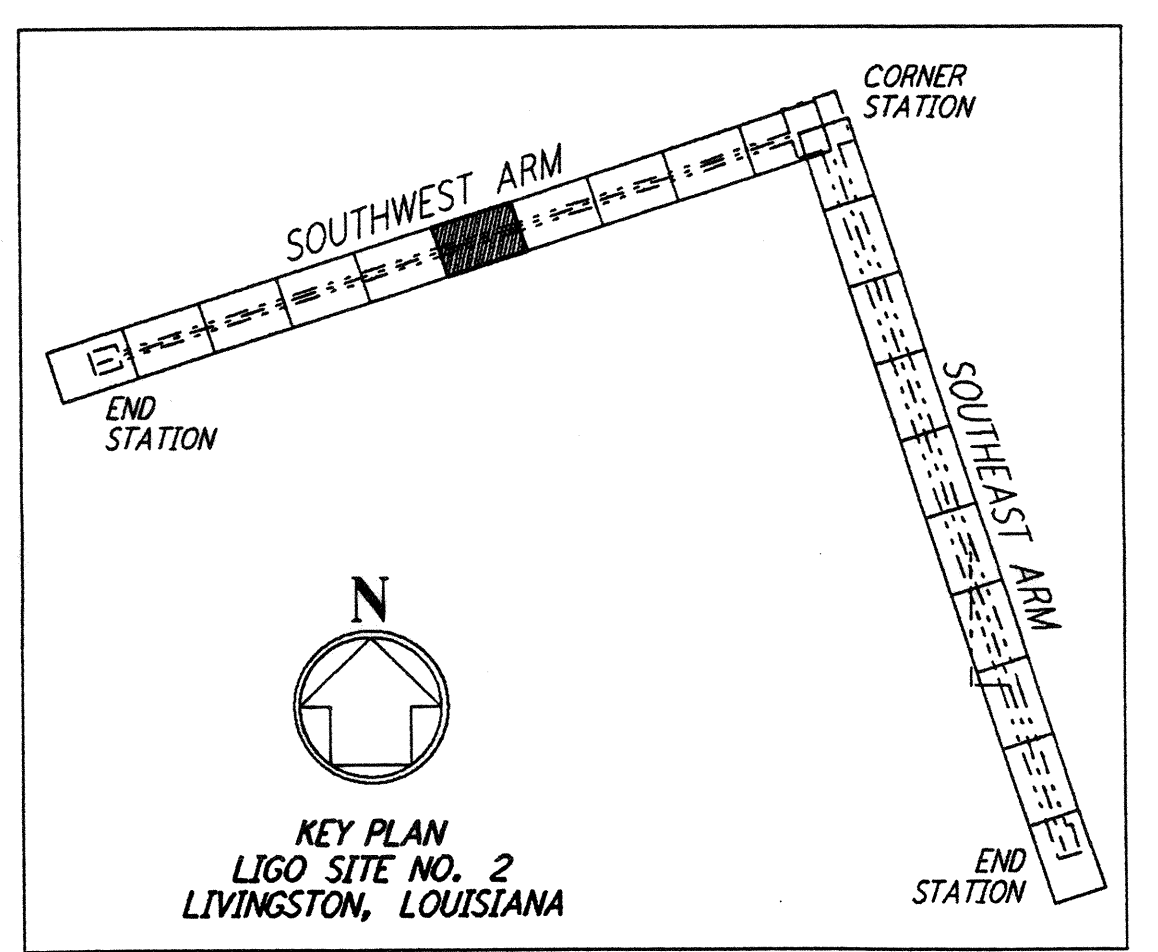 CORNER
STATION
SOUTHWEST ARM
END
STATION
SOUTHEAST ARM
N
KEY PLAN
LIGO SITE NO. 2
LIVINGSTON, LOUISIANA
END
STATION